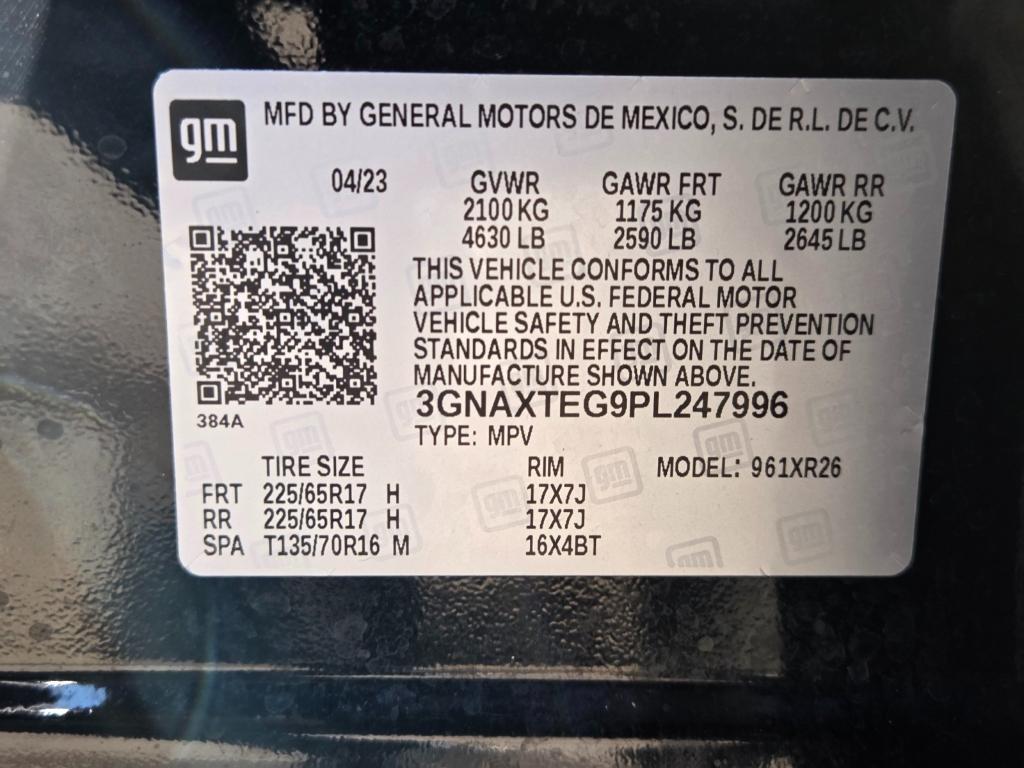 gm
MFD BY GENERAL MOTORS DE MEXICO, S. DE R.L. DE C.V.
04/23 GVWR GAWR FRT GAWR RR
2100 KG 1175 KG 1200 KG
4630 LB 2590 LB 2645 LB
THIS VEHICLE CONFORMS TO ALL
APPLICABLE U.S. FEDERAL MOTOR
VEHICLE SAFETY AND THEFT PREVENTION
STANDARDS IN EFFECT ON THE DATE OF
MANUFACTURE SHOWN ABOVE.
384A
3GNAXTEG9PL247996
TYPE: MPV
TIRE SIZE RIM MODEL: 961XR26
FRT 225/65R17 H 17X7J
RR 225/65R17 H 17X7J
SPA T135/70R16 M 16X4BT